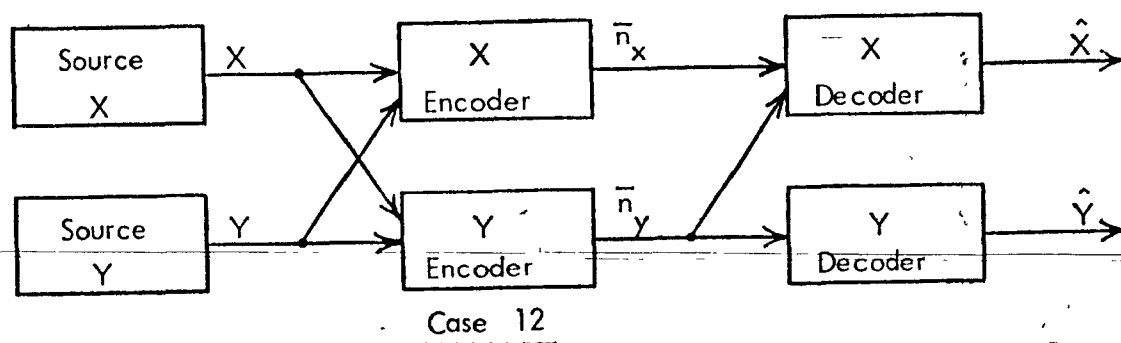 Source
X
X
X
Encoder
n̄x
X
Decoder
X̂
Source
Y
Y
Y
Encoder
n̄y
Y
Decoder
Ŷ
Case 12